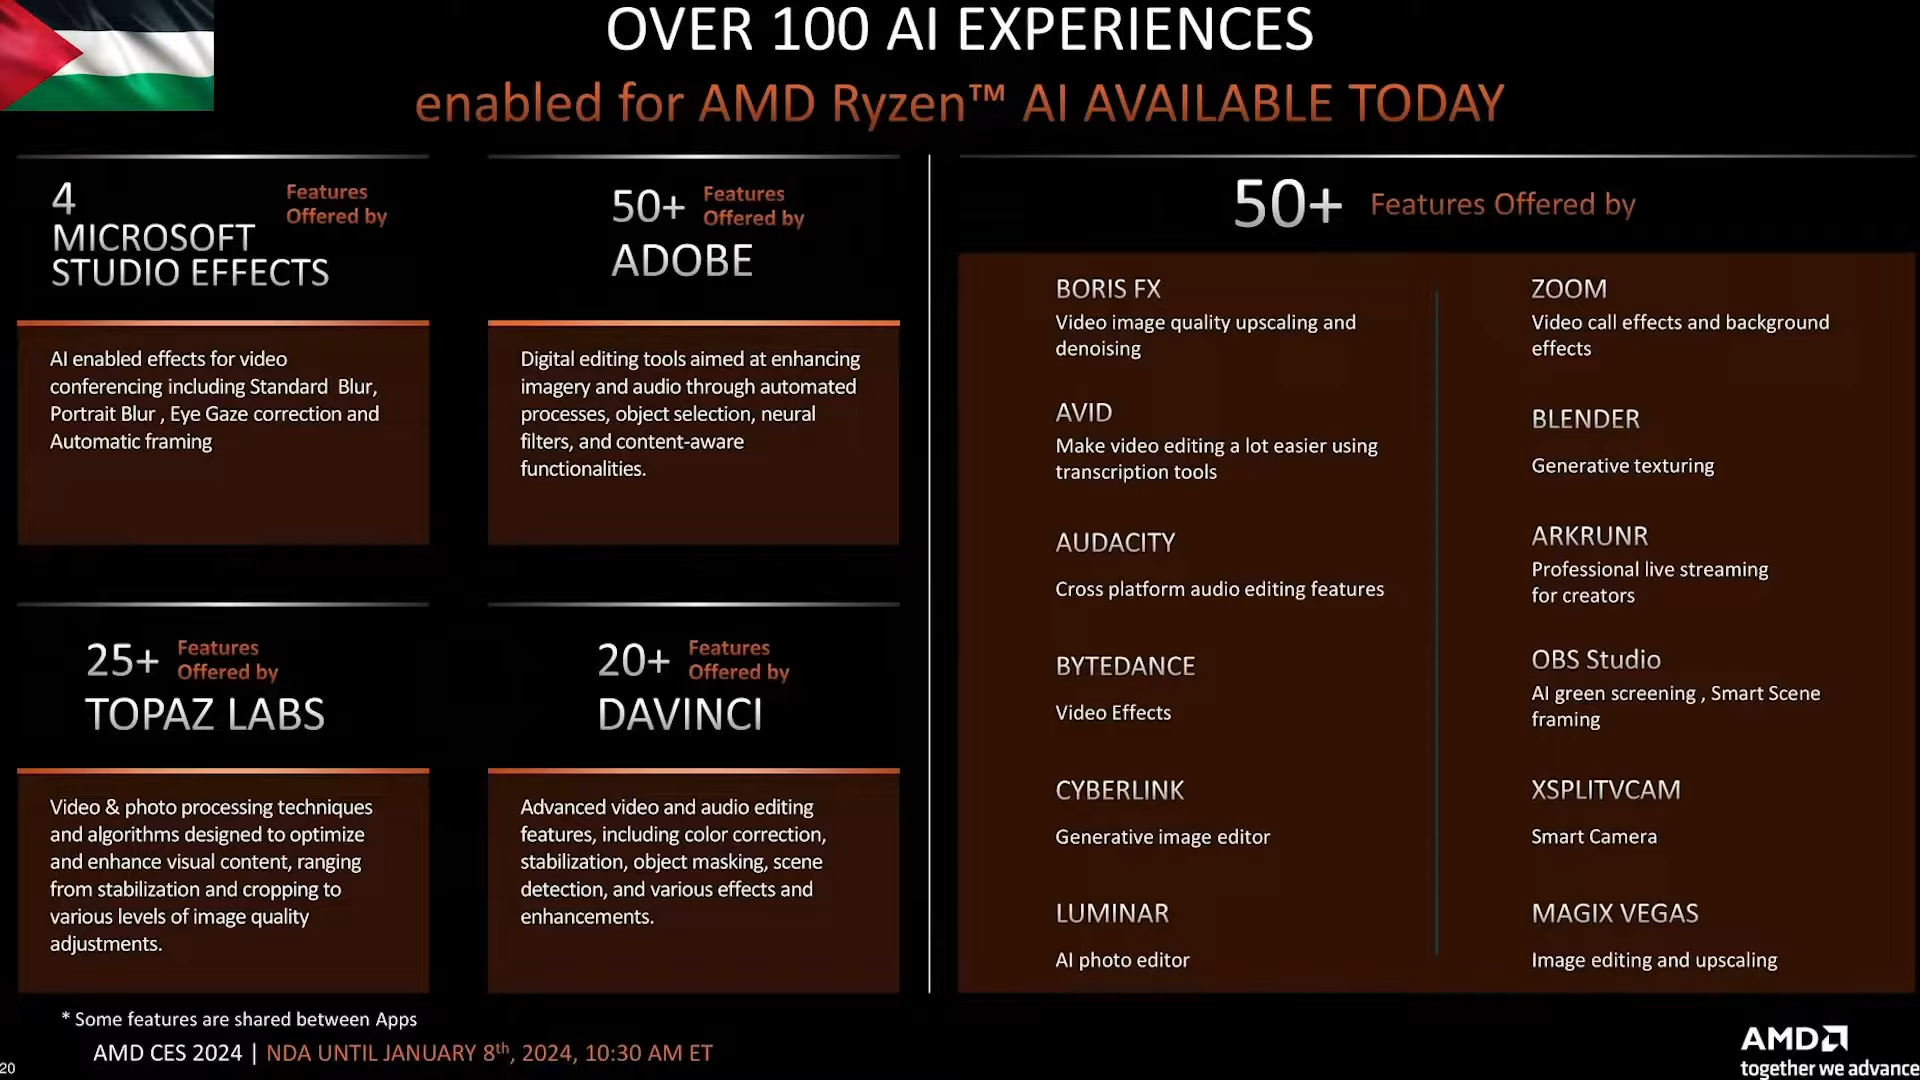 OVER 100 AI EXPERIENCES
enabled for AMD Ryzen™ AI AVAILABLE TODAY
4
Features
Offered by
MICROSOFT
STUDIO EFFECTS
AI enabled effects for video
conferencing including Standard  Blur,
Portrait Blur , Eye Gaze correction and
Automatic framing
50+
Features
Offered by
ADOBE
Digital editing tools aimed at enhancing
imagery and audio through automated
processes, object selection, neural
filters, and content-aware
functionalities.
25+
Features
Offered by
TOPAZ LABS
Video & photo processing techniques
and algorithms designed to optimize
and enhance visual content, ranging
from stabilization and cropping to
various levels of image quality
adjustments.
20+
Features
Offered by
DAVINCI
Advanced video and audio editing
features, including color correction,
stabilization, object masking, scene
detection, and various effects and
enhancements.
50+ Features Offered by
BORIS FX
Video image quality upscaling and
denoising
AVID
Make video editing a lot easier using
transcription tools
AUDACITY
Cross platform audio editing features
BYTEDANCE
Video Effects
CYBERLINK
Generative image editor
LUMINAR
AI photo editor
ZOOM
Video call effects and background
effects
BLENDER
Generative texturing
ARKRUNR
Professional live streaming
for creators
OBS Studio
AI green screening , Smart Scene
framing
XSPLITVCAM
Smart Camera
MAGIX VEGAS
Image editing and upscaling
* Some features are shared between Apps
AMD CES 2024 | NDA UNTIL JANUARY 8th, 2024, 10:30 AM ET
20
AMD
together we advance